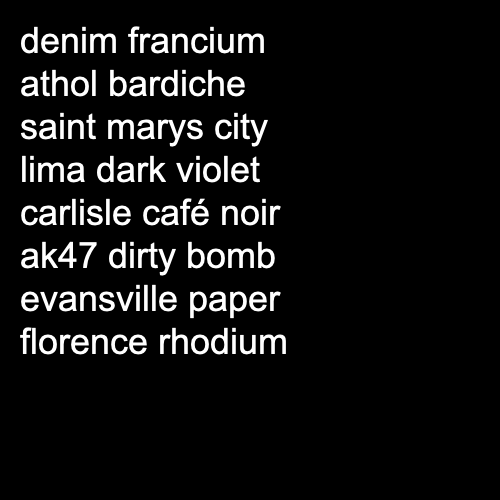 denim francium
athol bardiche
saint marys city
lima dark violet
carlisle café noir
ak47 dirty bomb
evansville paper
florence rhodium